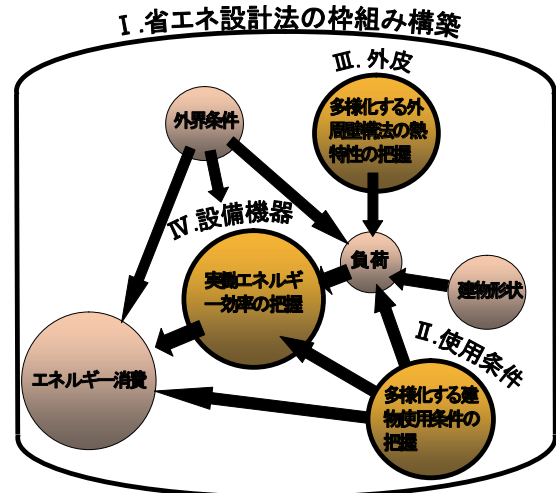 Ⅰ.省エネ設計法の枠組み構築
Ⅲ.外皮
多様化する外
周壁構法の熱
特性の把握
外界条件
Ⅳ.設備機器
負荷
実働エネルギ
ー効率の把握
建物形状
Ⅱ.使用条件
エネルギー消費
多様化する建
物使用条件の
把握